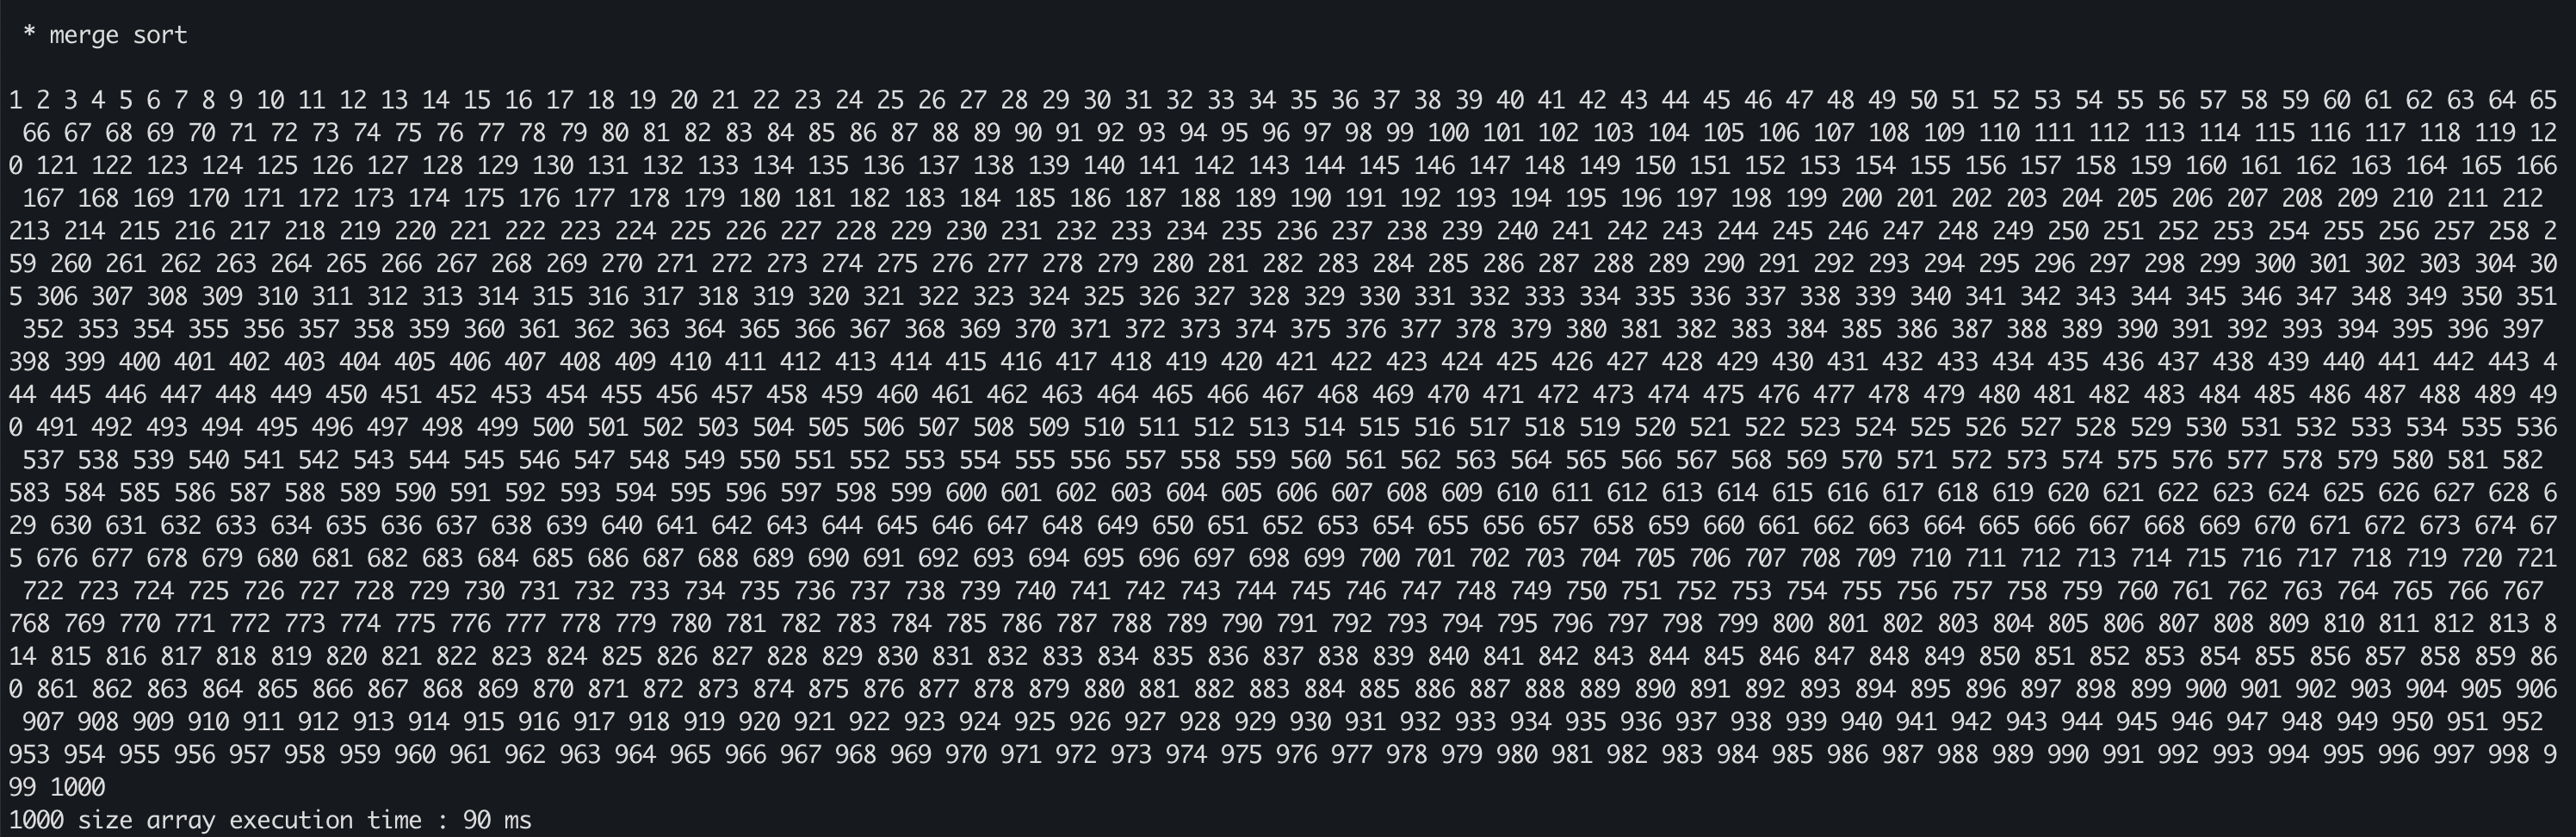 * merge sort
1 2 3 4 5 6 7 8 9 10 11 12 13 14 15 16 17 18 19 20 21 22 23 24 25 26 27 28 29 30 31 32 33 34 35 36 37 38 39 40 41 42 43 44 45 46 47 48 49 50 51 52 53 54 55 56 57 58 59 60 61 62 63 64 65
66 67 68 69 70 71 72 73 74 75 76 77 78 79 80 81 82 83 84 85 86 87 88 89 90 91 92 93 94 95 96 97 98 99 100 101 102 103 104 105 106 107 108 109 110 111 112 113 114 115 116 117 118 119 12
0 121 122 123 124 125 126 127 128 129 130 131 132 133 134 135 136 137 138 139 140 141 142 143 144 145 146 147 148 149 150 151 152 153 154 155 156 157 158 159 160 161 162 163 164 165 166
167 168 169 170 171 172 173 174 175 176 177 178 179 180 181 182 183 184 185 186 187 188 189 190 191 192 193 194 195 196 197 198 199 200 201 202 203 204 205 206 207 208 209 210 211 212
213 214 215 216 217 218 219 220 221 222 223 224 225 226 227 228 229 230 231 232 233 234 235 236 237 238 239 240 241 242 243 244 245 246 247 248 249 250 251 252 253 254 255 256 257 258 2
59 260 261 262 263 264 265 266 267 268 269 270 271 272 273 274 275 276 277 278 279 280 281 282 283 284 285 286 287 288 289 290 291 292 293 294 295 296 297 298 299 300 301 302 303 304 30
5 306 307 308 309 310 311 312 313 314 315 316 317 318 319 320 321 322 323 324 325 326 327 328 329 330 331 332 333 334 335 336 337 338 339 340 341 342 343 344 345 346 347 348 349 350 351
352 353 354 355 356 357 358 359 360 361 362 363 364 365 366 367 368 369 370 371 372 373 374 375 376 377 378 379 380 381 382 383 384 385 386 387 388 389 390 391 392 393 394 395 396 397
398 399 400 401 402 403 404 405 406 407 408 409 410 411 412 413 414 415 416 417 418 419 420 421 422 423 424 425 426 427 428 429 430 431 432 433 434 435 436 437 438 439 440 441 442 443 4
44 445 446 447 448 449 450 451 452 453 454 455 456 457 458 459 460 461 462 463 464 465 466 467 468 469 470 471 472 473 474 475 476 477 478 479 480 481 482 483 484 485 486 487 488 489 49
0 491 492 493 494 495 496 497 498 499 500 501 502 503 504 505 506 507 508 509 510 511 512 513 514 515 516 517 518 519 520 521 522 523 524 525 526 527 528 529 530 531 532 533 534 535 536
537 538 539 540 541 542 543 544 545 546 547 548 549 550 551 552 553 554 555 556 557 558 559 560 561 562 563 564 565 566 567 568 569 570 571 572 573 574 575 576 577 578 579 580 581 582
583 584 585 586 587 588 589 590 591 592 593 594 595 596 597 598 599 600 601 602 603 604 605 606 607 608 609 610 611 612 613 614 615 616 617 618 619 620 621 622 623 624 625 626 627 628 6
29 630 631 632 633 634 635 636 637 638 639 640 641 642 643 644 645 646 647 648 649 650 651 652 653 654 655 656 657 658 659 660 661 662 663 664 665 666 667 668 669 670 671 672 673 674 67
5 676 677 678 679 680 681 682 683 684 685 686 687 688 689 690 691 692 693 694 695 696 697 698 699 700 701 702 703 704 705 706 707 708 709 710 711 712 713 714 715 716 717 718 719 720 721
722 723 724 725 726 727 728 729 730 731 732 733 734 735 736 737 738 739 740 741 742 743 744 745 746 747 748 749 750 751 752 753 754 755 756 757 758 759 760 761 762 763 764 765 766 767
768 769 770 771 772 773 774 775 776 777 778 779 780 781 782 783 784 785 786 787 788 789 790 791 792 793 794 795 796 797 798 799 800 801 802 803 804 805 806 807 808 809 810 811 812 813 8
14 815 816 817 818 819 820 821 822 823 824 825 826 827 828 829 830 831 832 833 834 835 836 837 838 839 840 841 842 843 844 845 846 847 848 849 850 851 852 853 854 855 856 857 858 859 86
0 861 862 863 864 865 866 867 868 869 870 871 872 873 874 875 876 877 878 879 880 881 882 883 884 885 886 887 888 889 890 891 892 893 894 895 896 897 898 899 900 901 902 903 904 905 906
907 908 909 910 911 912 913 914 915 916 917 918 919 920 921 922 923 924 925 926 927 928 929 930 931 932 933 934 935 936 937 938 939 940 941 942 943 944 945 946 947 948 949 950 951 952
953 954 955 956 957 958 959 960 961 962 963 964 965 966 967 968 969 970 971 972 973 974 975 976 977 978 979 980 981 982 983 984 985 986 987 988 989 990 991 992 993 994 995 996 997 998 9
99 1000
1000 size array execution time : 90 ms